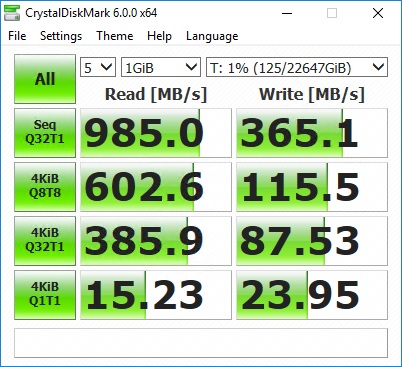 CrystalDiskMark 6.0.0 x64
File Settings Theme Help Language
All 5 1GiB T: 1% (125/22647GiB)
Read [MB/s] Write [MB/s]
Seq
Q32T1 985.0 365.1
4KiB
Q8T8 602.6 115.5
4KiB
Q32T1 385.9 87.53
4KiB
Q1T1 15.23 23.95